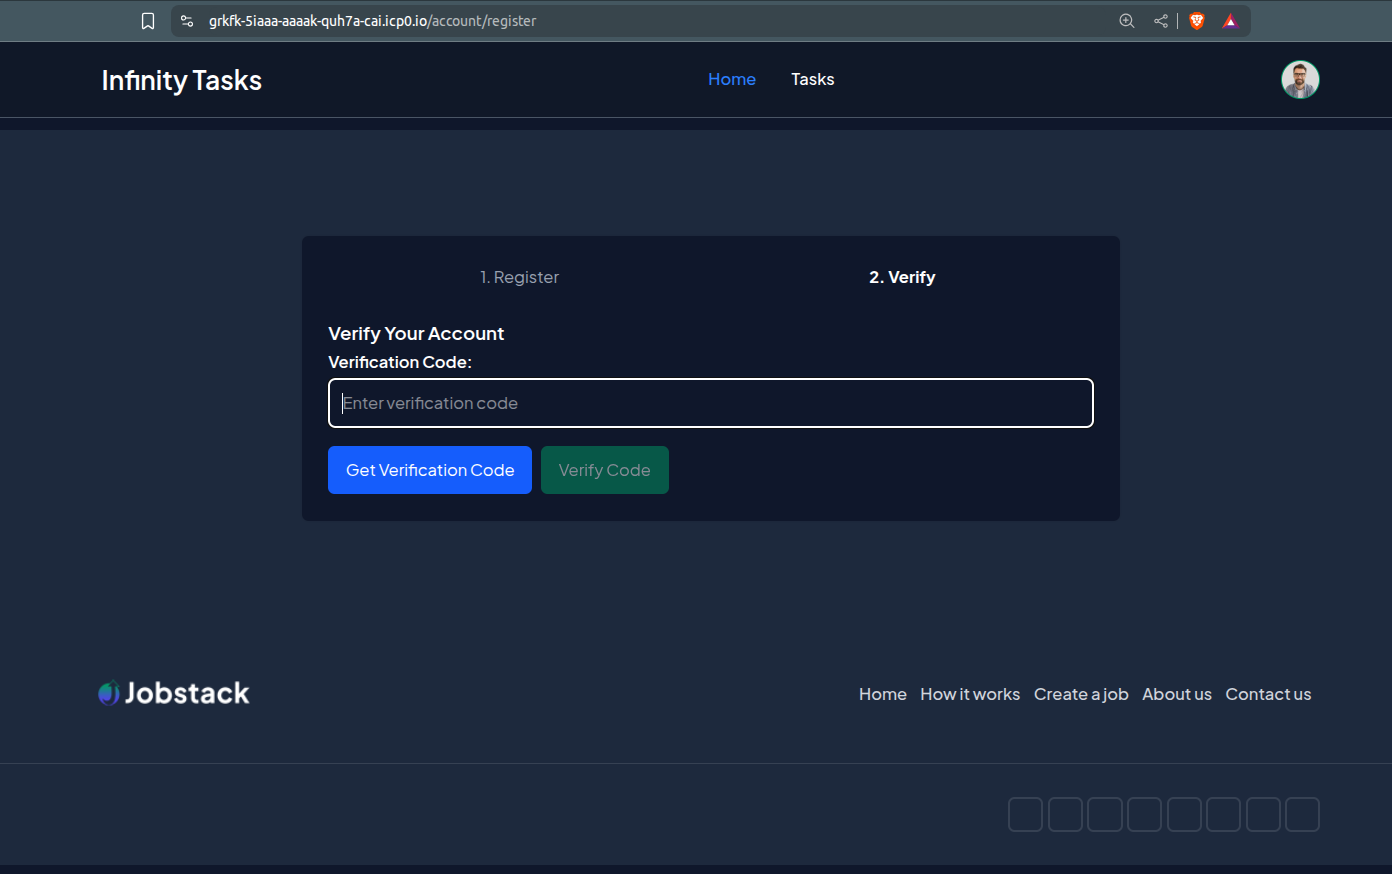 grkfk-5iaaa-aaaak-quh7a-cai.icp0.io/account/register
Infinity Tasks
Home
Tasks
1. Register
2. Verify
Verify Your Account
Verification Code:
Enter verification code
Get Verification Code
Verify Code
Jobstack
Home
How it works
Create a job
About us
Contact us